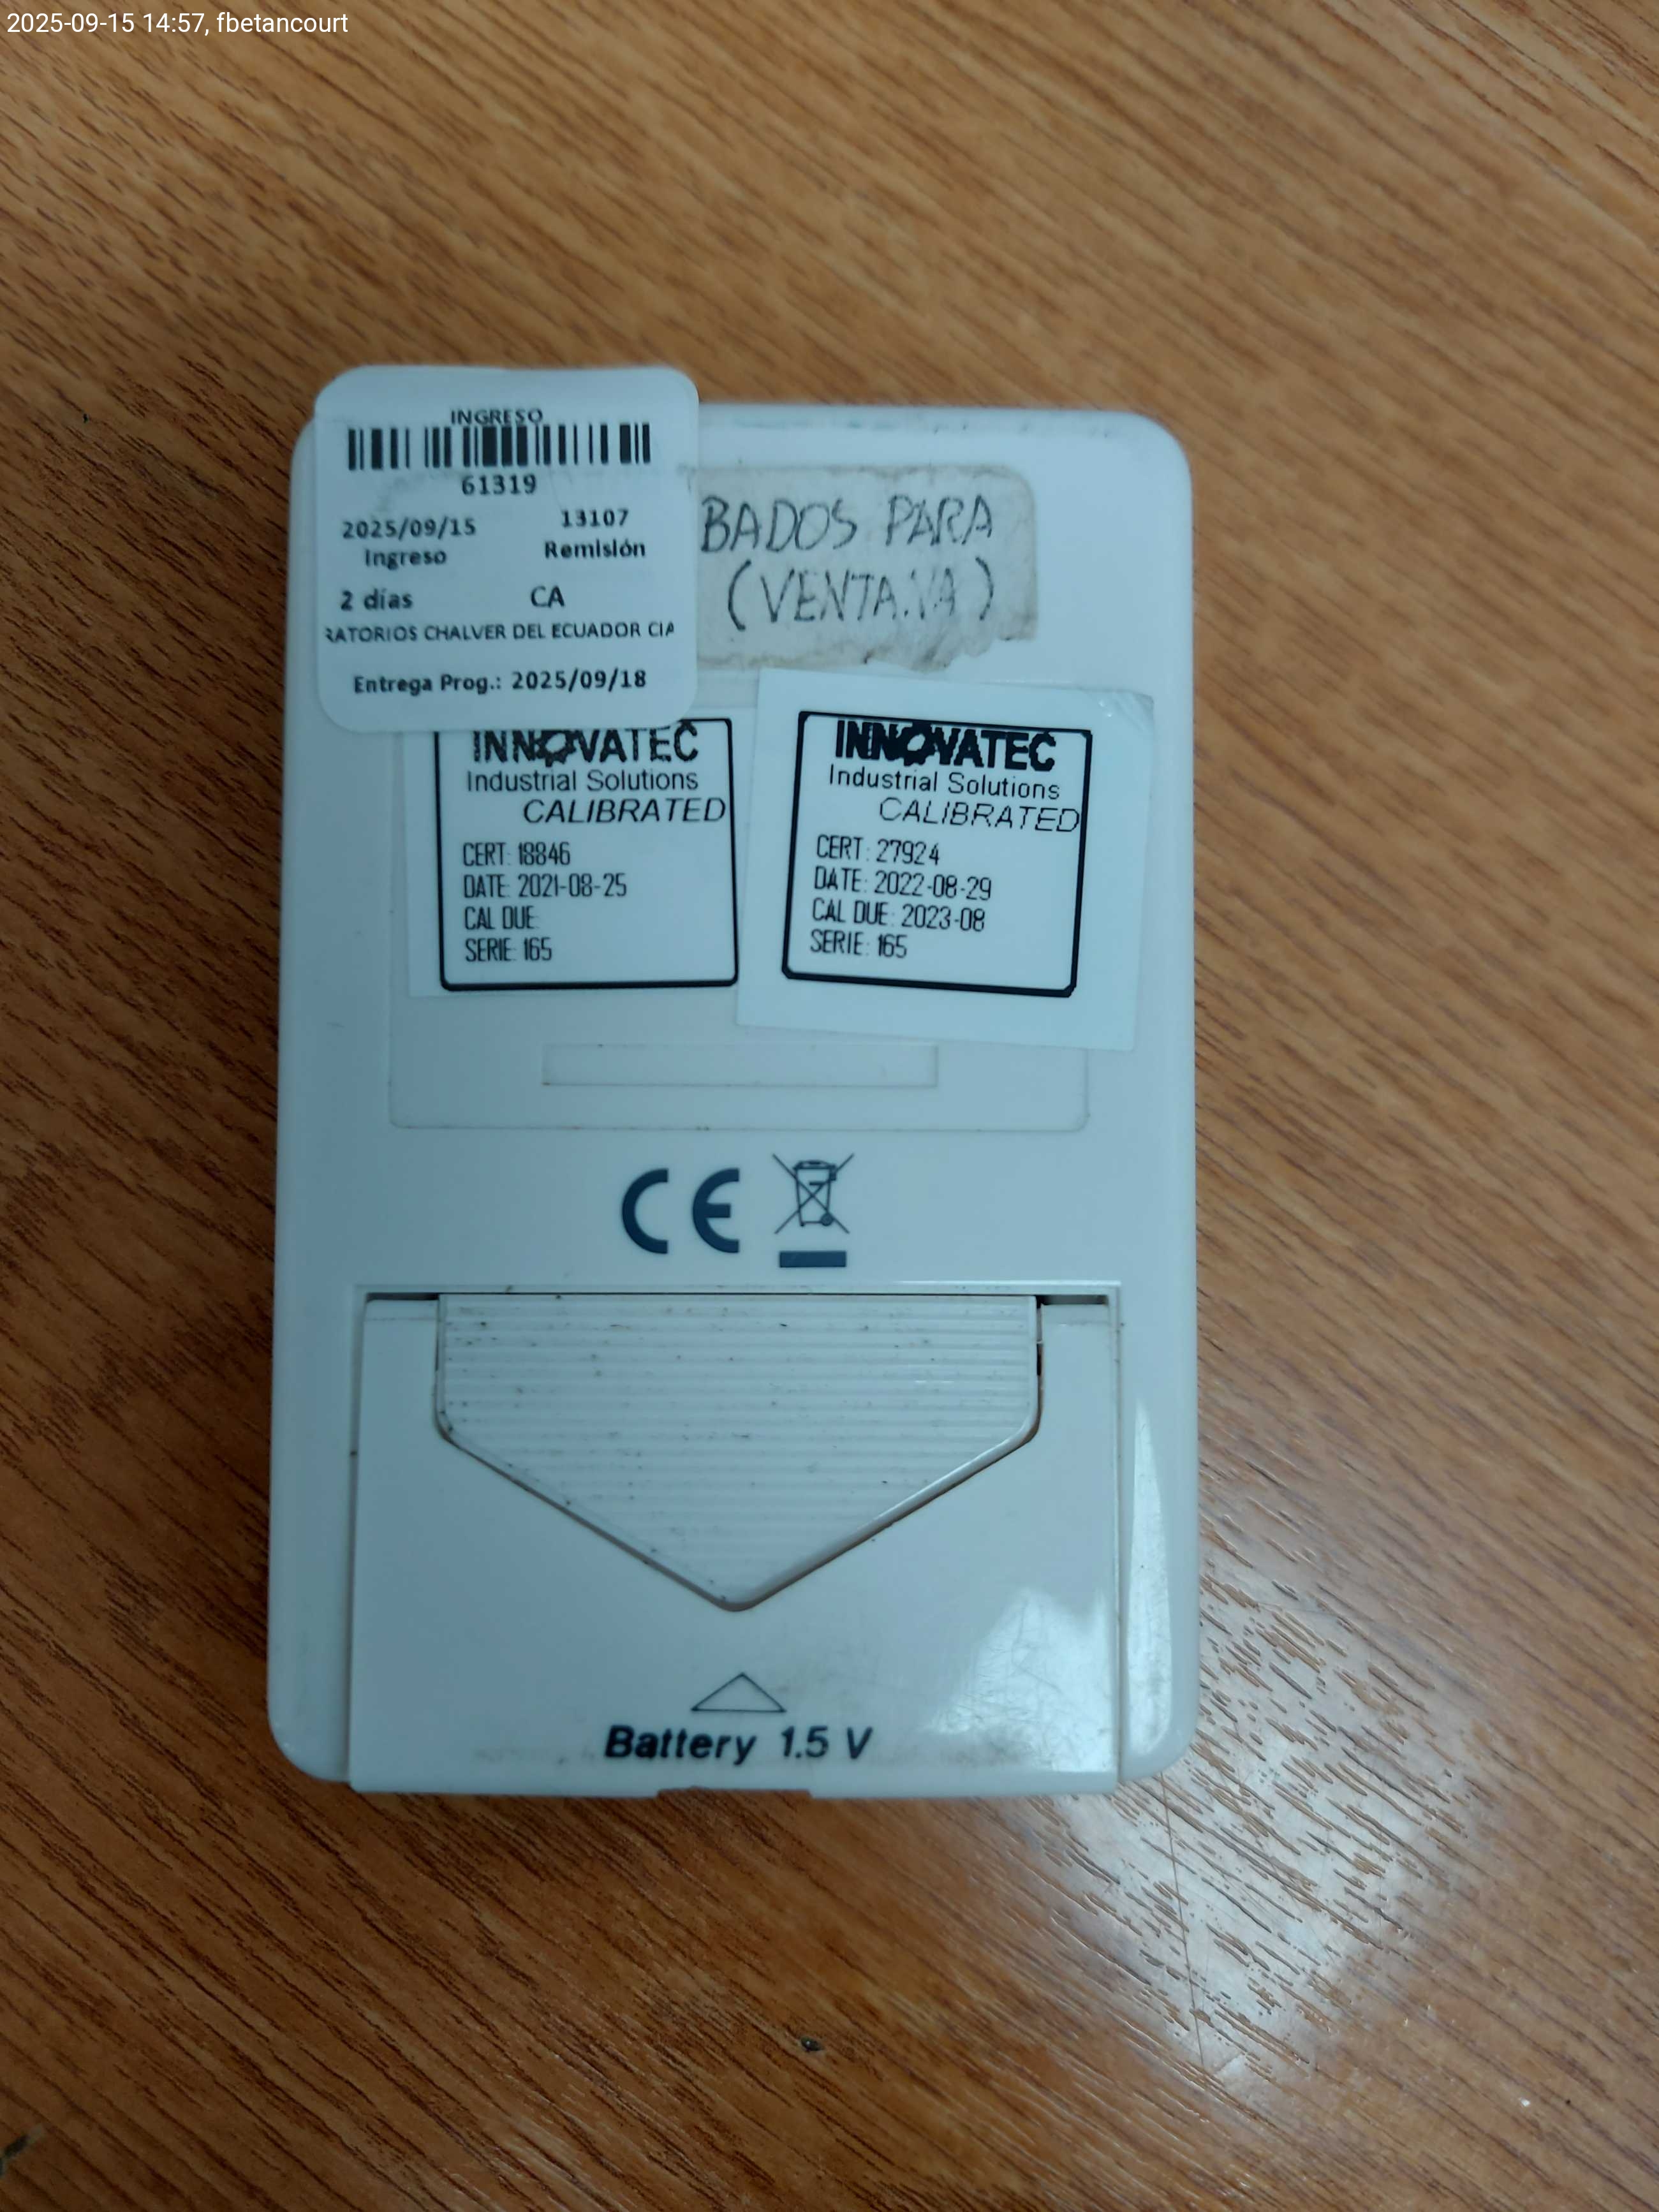 2025-09-15 14:57, fbetancourt
INGRESO
61319
2025/09/15 13107
Ingreso Remisión
2 días CA
RATORIOS CHALVER DEL ECUADOR CIA
Entrega Prog.: 2025/09/18
BADOS PARA
(VENTANA)
INNOVATEC
Industrial Solutions
CALIBRATED
CERT: 18846
DATE: 2021-08-25
CAL DUE:
SERIE: 165
INNOVATEC
Industrial Solutions
CALIBRATED
CERT: 27924
DATE: 2022-08-29
CAL DUE: 2023-08
SERIE: 165
CE
Battery 1.5 V